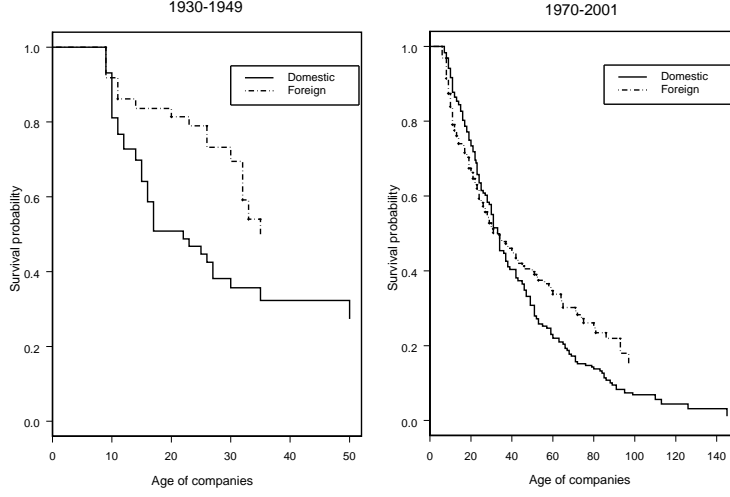 1930-1949
1.0
0.8
0.6
0.4
0.2
0.0
Survival probability
Domestic
Foreign
0 10 20 30 40 50
Age of companies
1970-2001
1.0
0.8
0.6
0.4
0.2
0.0
Survival probability
Domestic
Foreign
0 20 40 60 80 100 120 140
Age of companies